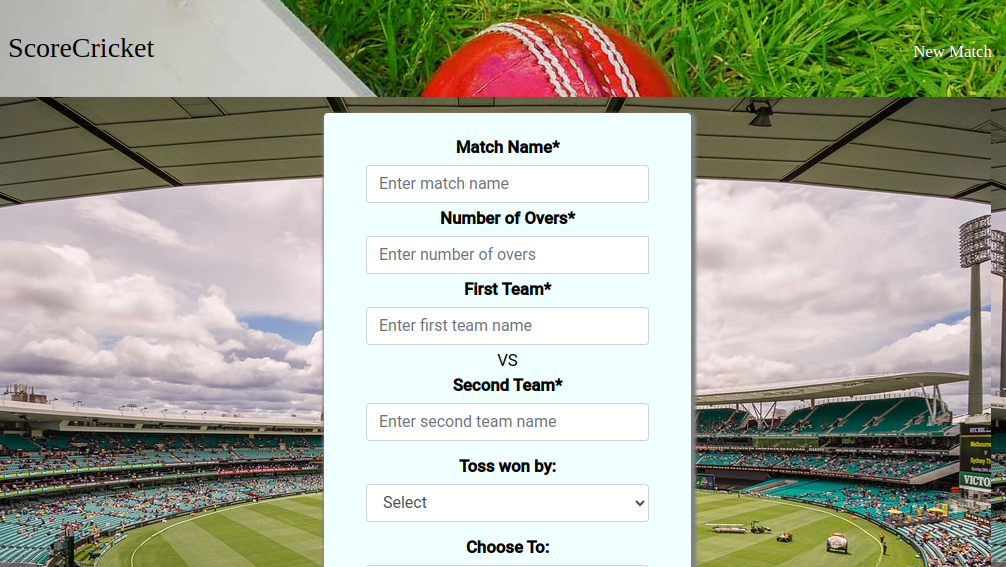 ScoreCricket
New Match
Match Name*
Enter match name
Number of Overs*
Enter number of overs
First Team*
Enter first team name
VS
Second Team*
Enter second team name
Toss won by:
Select
Choose To:
VICTO